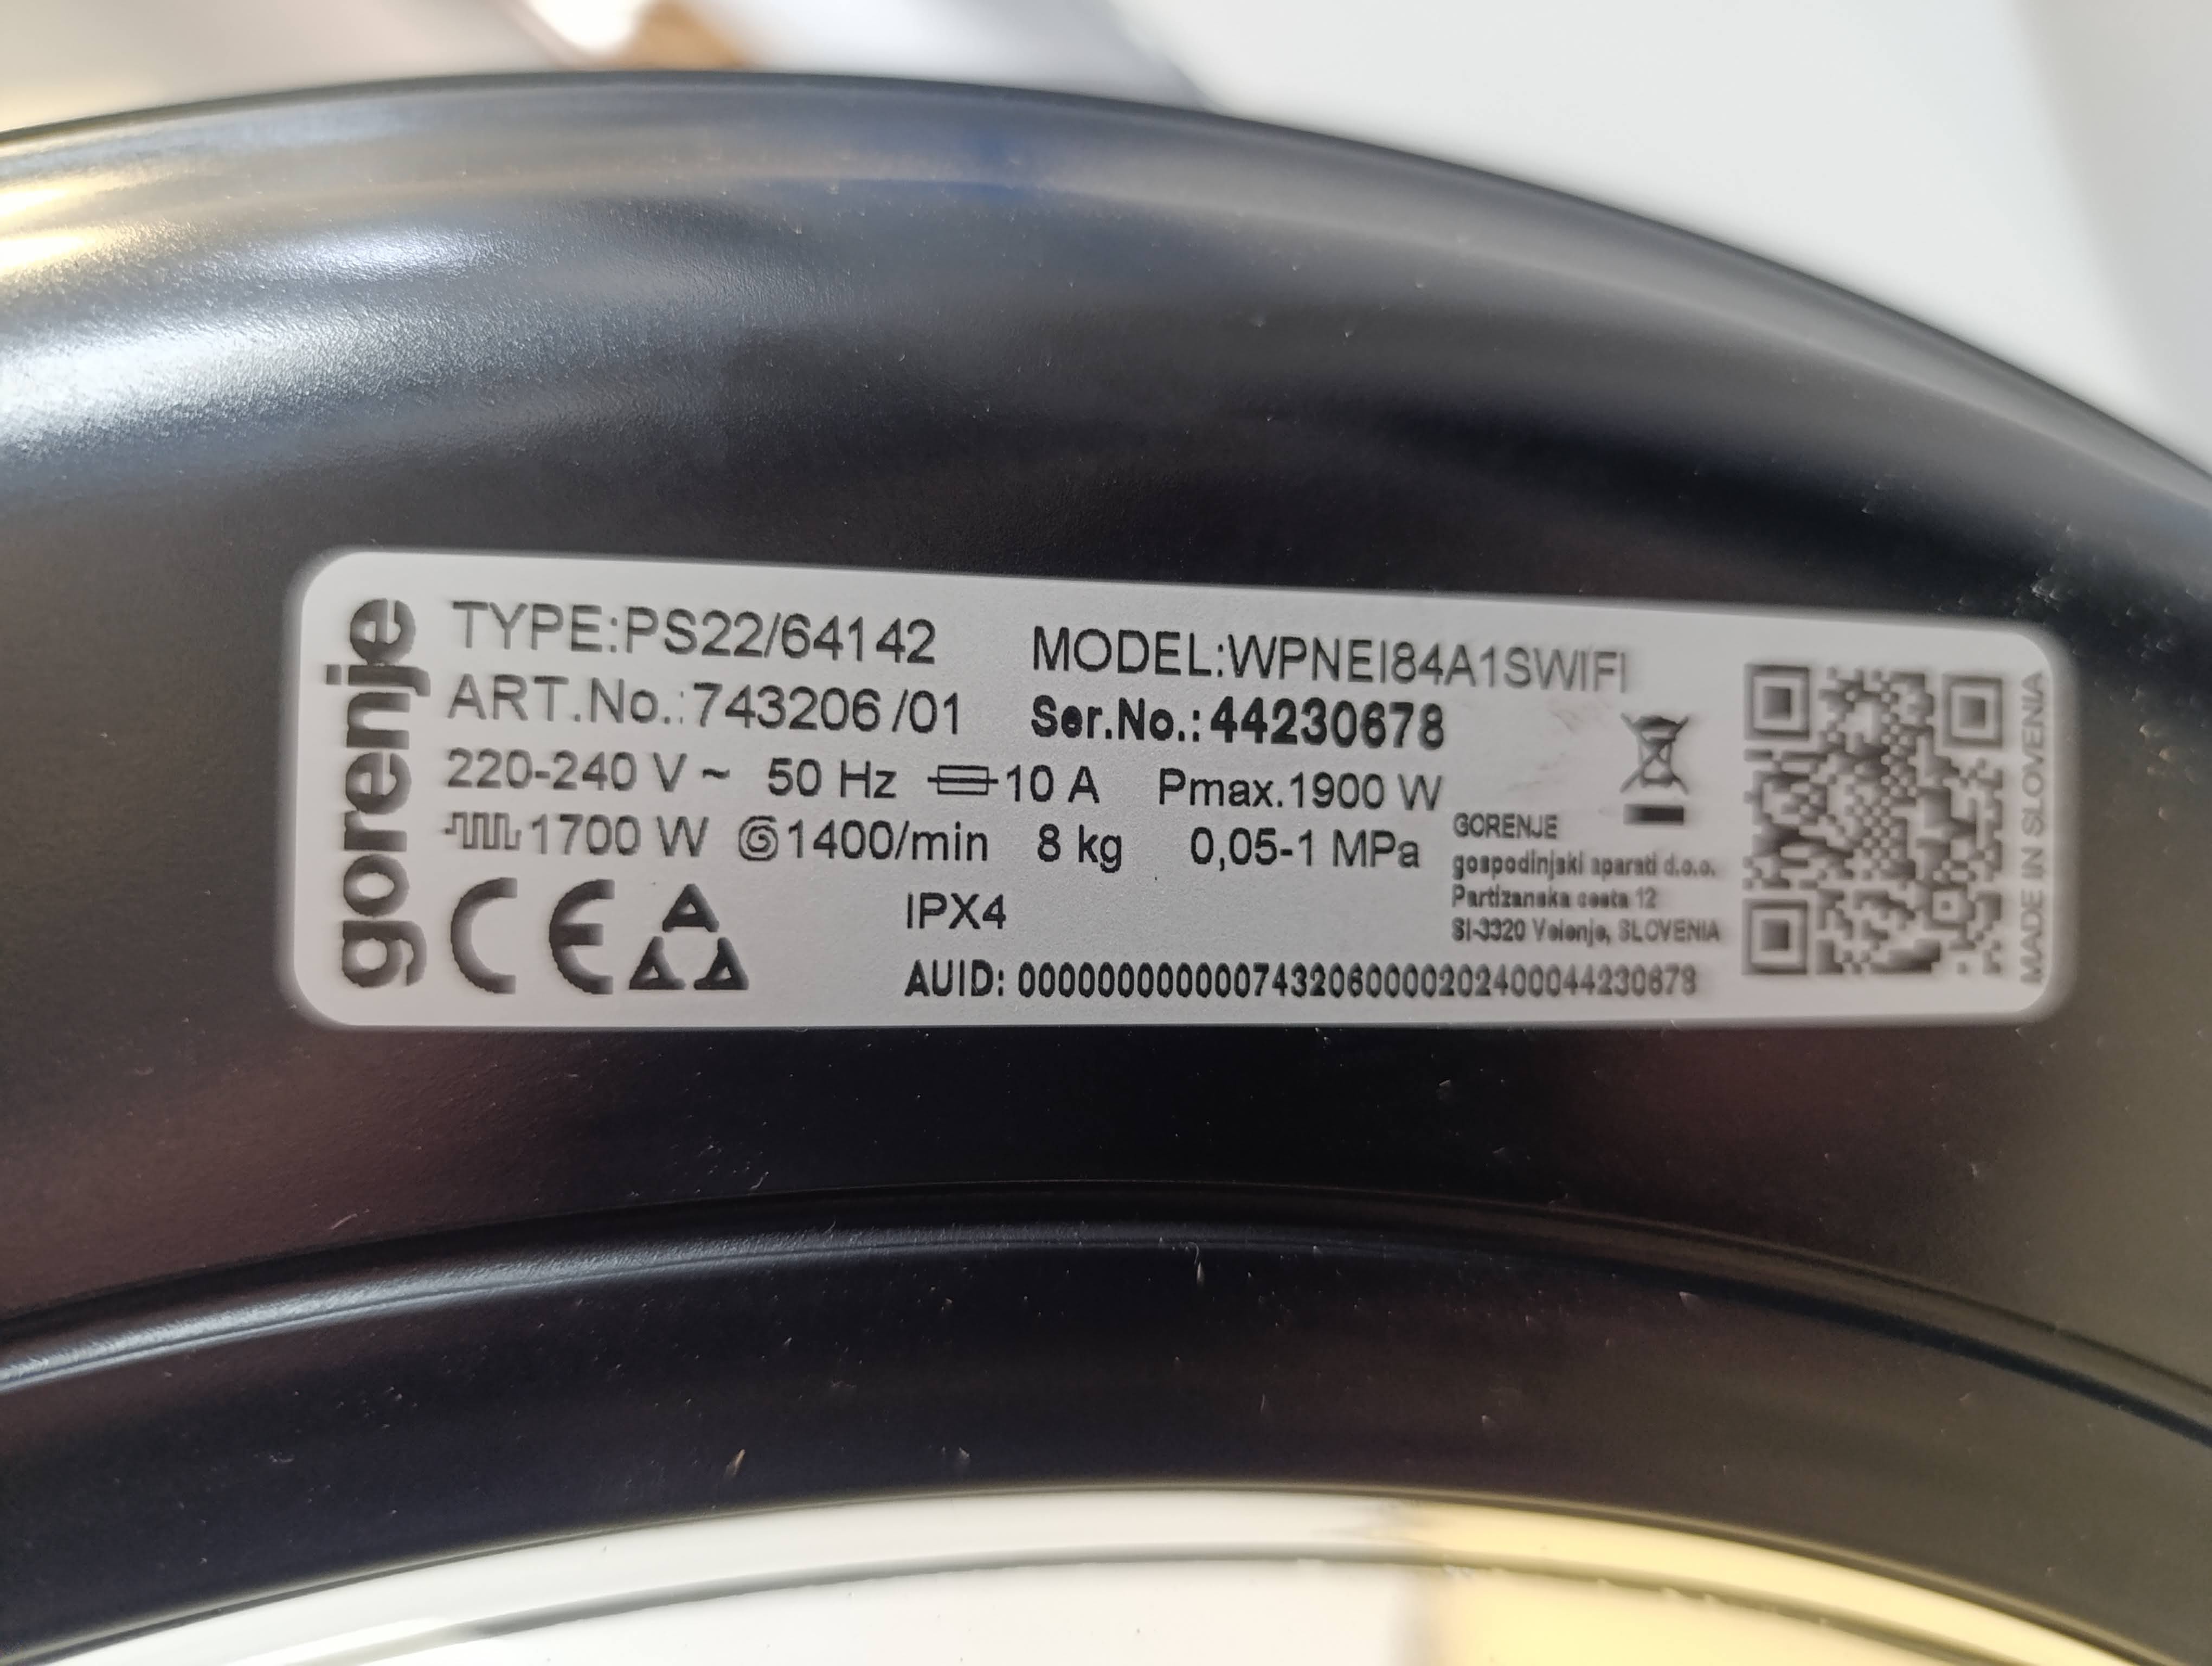 gorenje
TYPE:PS22/64142 MODEL:WPNEI84A1SWIFI
ART.No.:743206/01 Ser.No.:44230678
220-240 V ~ 50 Hz 10 A Pmax.1900 W
1700 W 1400/min 8 kg 0,05-1 MPa
CE
IPX4
AUID: 0000000000007432060000202400044230678
GORENJE
gospodinjski aparati d.o.o.
Partizanska cesta 12
SI-3320 Velenje, SLOVENIA
MADE IN SLOVENIA